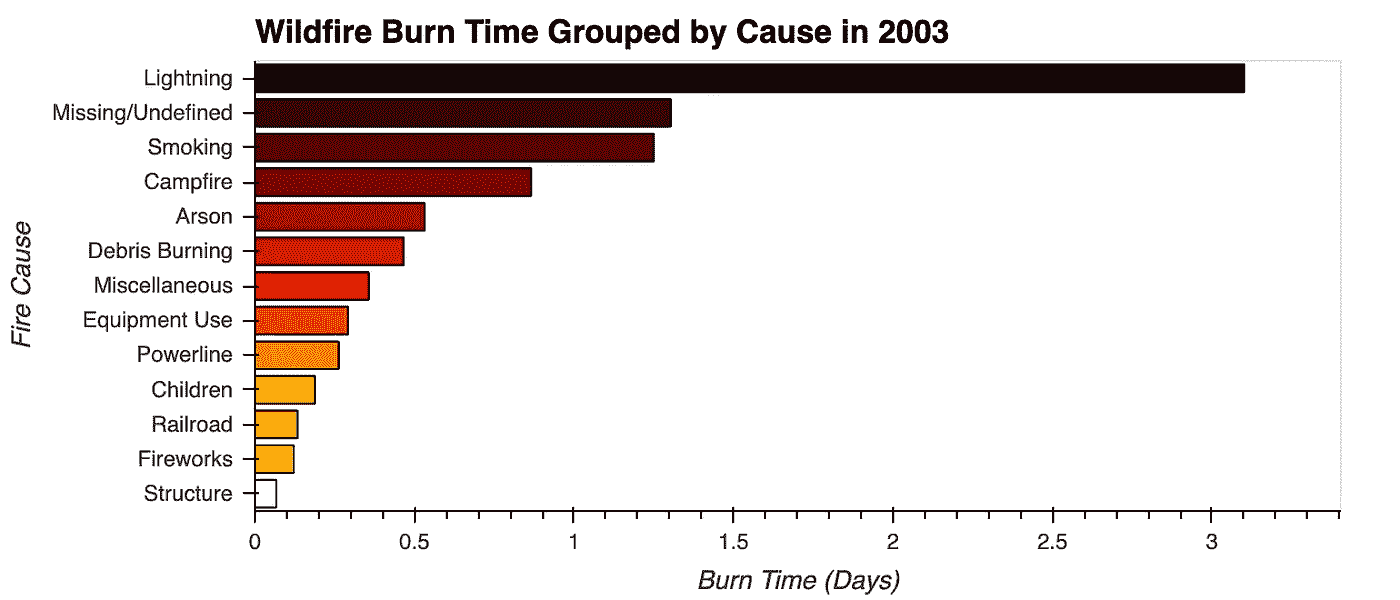 Wildfire Burn Time Grouped by Cause in 2003
Fire Cause
Lightning
Missing/Undefined
Smoking
Campfire
Arson
Debris Burning
Miscellaneous
Equipment Use
Powerline
Children
Railroad
Fireworks
Structure
0 0.5 1 1.5 2 2.5 3
Burn Time (Days)